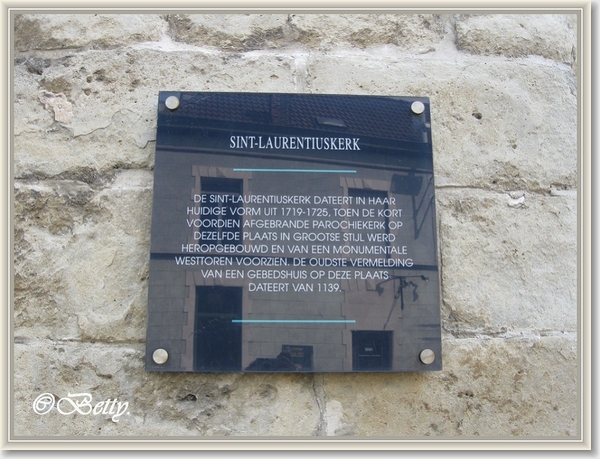 SINT-LAURENTIUSKERK
DE SINT-LAURENTIUSKERK DATEERT IN HAAR
HUIDIGE VORM UIT 1719-1725, TOEN DE KORT
VOORDIEN AFGEBRANDE PAROCHIEKERK OP
DEZELFDE PLAATS IN GROOTSE STIJL WERD
HEROPGEBOUWD EN VAN EEN MONUMENTALE
WESTTOREN VOORZIEN. DE OUDSTE VERMELDING
VAN EEN GEBEDSHUIS OP DEZE PLAATS
DATEERT VAN 1139.
© Betty.